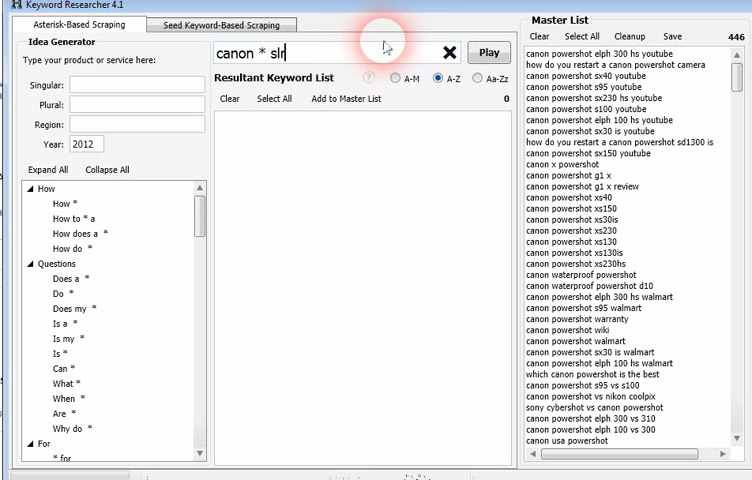 Keyword Researcher 4.1
Asterisk-Based Scraping
Seed Keyword-Based Scraping
Idea Generator
Type your product or service here:
Singular:
Plural:
Region:
Year: 2012
Expand All Collapse All
How
How *
How to * a
How does a *
How do *
Questions
Does a *
Do *
Does my *
Is a *
Is my *
Is *
Can *
What *
When *
Are *
Why do *
For
* for
canon * slr
Play
Resultant Keyword List ? A-M A-Z Aa-Zz
Clear Select All Add to Master List 0
Master List
Clear Select All Cleanup Save 446
canon powershot elph 300 hs youtube
how do you restart a canon powershot camera
canon powershot sx40 youtube
canon powershot s95 youtube
canon powershot sx230 hs youtube
canon powershot s100 youtube
canon powershot elph 100 hs youtube
canon powershot sx30 is youtube
how do you restart a canon powershot sd1300 is
canon powershot sx150 youtube
canon x powershot
canon powershot g1 x
canon powershot g1 x review
canon powershot xs40
canon powershot xs150
canon powershot xs30is
canon powershot xs230
canon powershot xs130
canon powershot xs130is
canon powershot xs230hs
canon waterproof powershot
canon waterproof powershot d10
canon powershot elph 300 hs walmart
canon powershot s95 walmart
canon powershot warranty
canon powershot wiki
canon powershot walmart
canon powershot sx30 is walmart
canon powershot elph 100 hs walmart
which canon powershot is the best
canon powershot s95 vs s100
canon powershot vs nikon coolpix
sony cybershot vs canon powershot
canon powershot elph 300 vs 310
canon powershot elph 100 vs 300
canon usa powershot